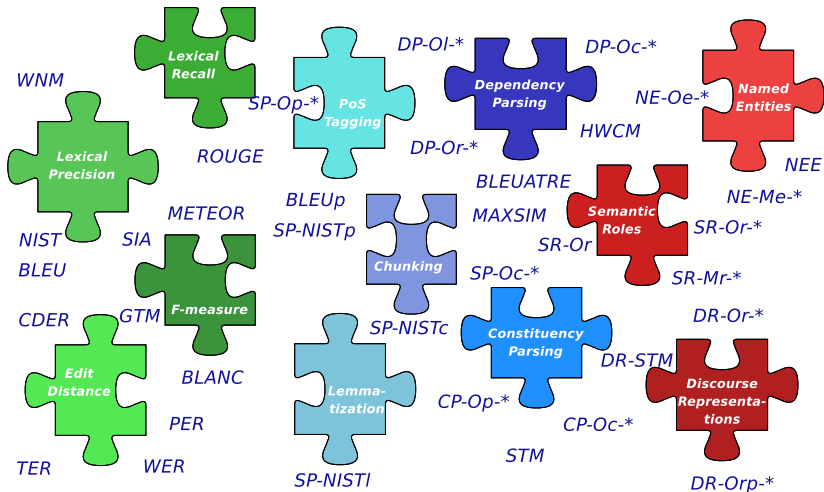 Lexical
Recall
WNM
SP-Op-*
PoS
Tagging
DP-Ol-*
DP-Oc-*
Dependency
Parsing
NE-Oe-*
Named
Entities
Lexical
Precision
ROUGE
DP-Or-*
HWCM
NEE
BLEUATRE
NE-Me-*
METEOR
BLEUp
SP-NISTp
MAXSIM
Semantic
Roles
SR-Or-*
SR-Or
NIST
SIA
BLEU
Chunking
SP-Oc-*
SR-Mr-*
CDER
GTM
F-measure
SP-NISTc
Constituency
Parsing
DR-Or-*
DR-STM
Edit
Distance
BLANC
Lemma-
tization
CP-Op-*
CP-Oc-*
Discourse
Representa-
tions
PER
TER
WER
SP-NISTl
STM
DR-Orp-*